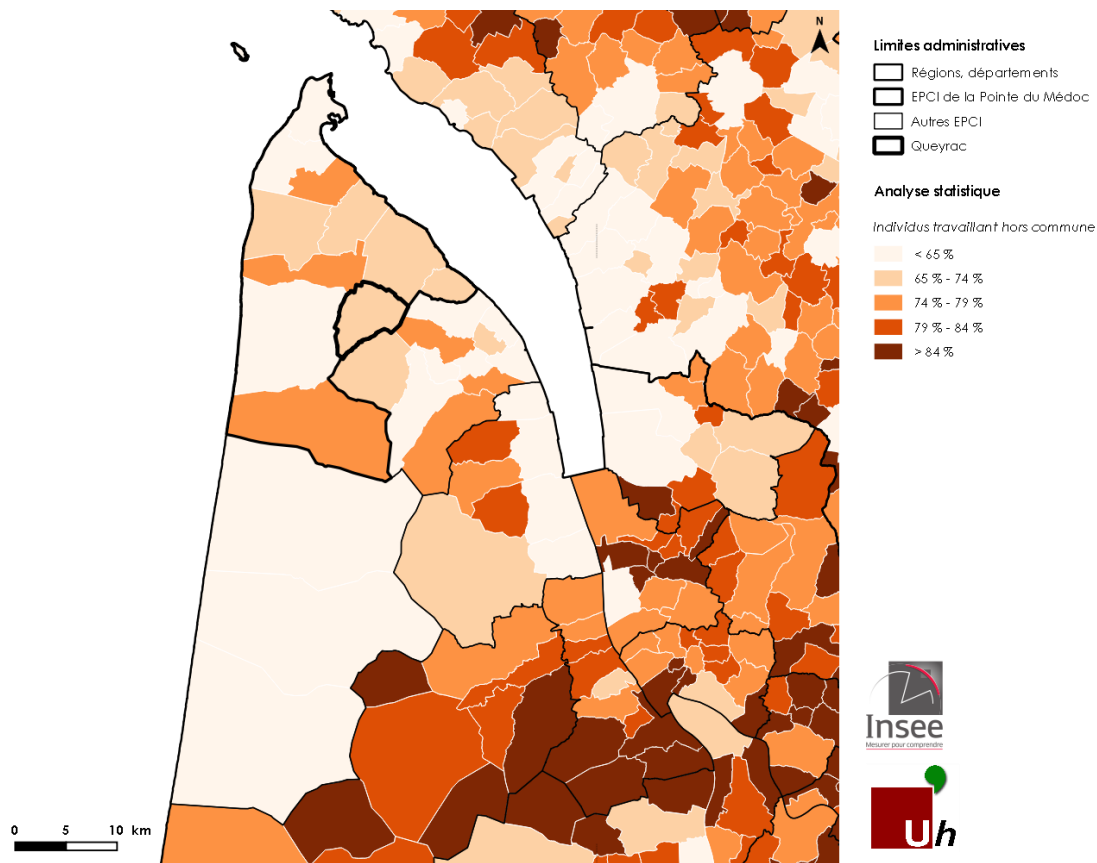 N
Limites administratives
Régions, départements
EPCI de la Pointe du Médoc
Autres EPCI
Queyrac
Analyse statistique
Individus travaillant hors commune
< 65 %
65 % - 74 %
74 % - 79 %
79 % - 84 %
> 84 %
Insee
Mesurer pour comprendre
Uh
0 5 10 km